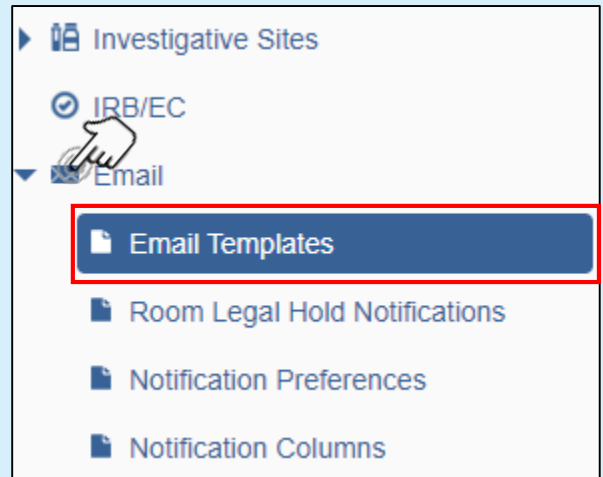 Investigative Sites
IRB/EC
Email
Email Templates
Room Legal Hold Notifications
Notification Preferences
Notification Columns